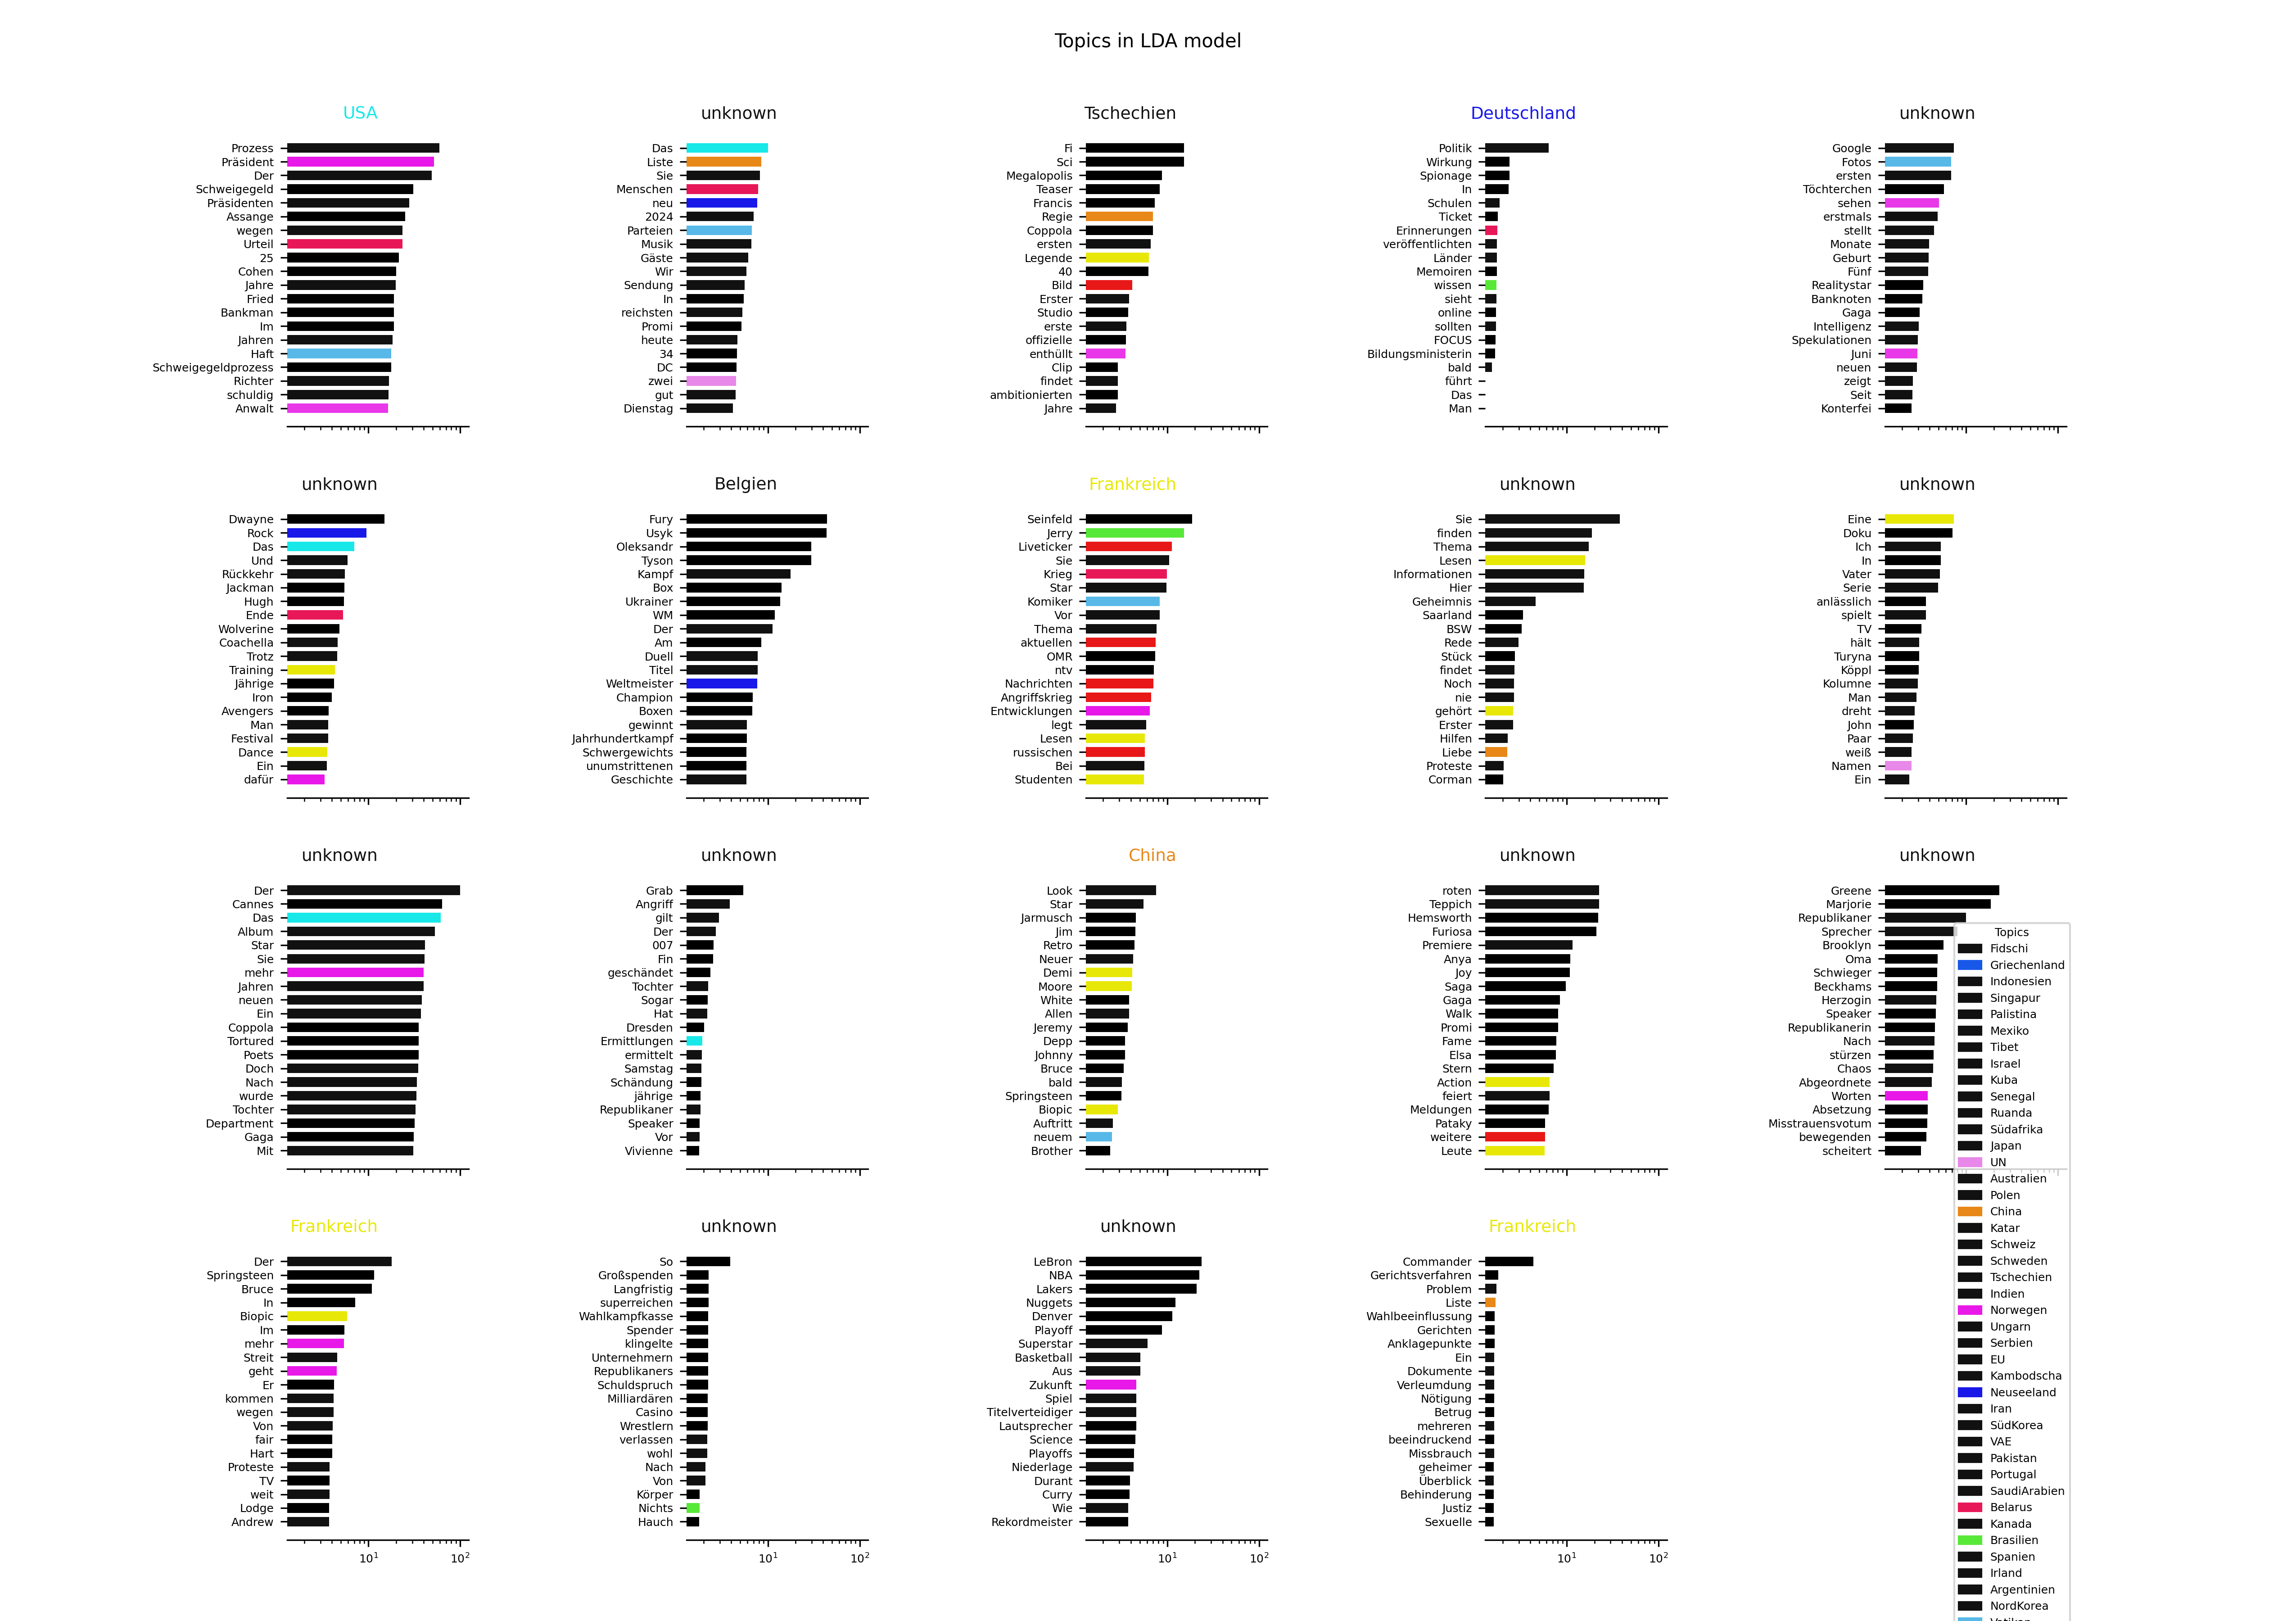 Topics in LDA model
USA
Prozess
Präsident
Der
Schweigegeld
Präsidenten
Assange
wegen
Urteil
25
Cohen
Jahre
Fried
Bankman
Im
Jahren
Haft
Schweigegeldprozess
Richter
schuldig
Anwalt
unknown
Das
Liste
Sie
Menschen
neu
2024
Parteien
Musik
Gäste
Wir
Sendung
In
reichsten
Promi
heute
34
DC
zwei
gut
Dienstag
Tschechien
Fi
Sci
Megalopolis
Teaser
Francis
Regie
Coppola
ersten
Legende
40
Bild
Erster
Studio
erste
offizielle
enthüllt
Clip
findet
ambitionierten
Jahre
Deutschland
Politik
Wirkung
Spionage
In
Schulen
Ticket
Erinnerungen
veröffentlichten
Länder
Memoiren
wissen
sieht
online
sollten
FOCUS
Bildungsministerin
bald
führt
Das
Man
unknown
Google
Fotos
ersten
Töchterchen
sehen
erstmals
stellt
Monate
Geburt
Fünf
Realitystar
Banknoten
Gaga
Intelligenz
Spekulationen
Juni
neuen
zeigt
Seit
Konterfei
unknown
Dwayne
Rock
Das
Und
Rückkehr
Jackman
Hugh
Ende
Wolverine
Coachella
Trotz
Training
Jährige
Iron
Avengers
Man
Festival
Dance
Ein
dafür
Belgien
Fury
Usyk
Oleksandr
Tyson
Kampf
Box
Ukrainer
WM
Der
Am
Duell
Titel
Weltmeister
Champion
Boxen
gewinnt
Jahrhundertkampf
Schwergewichts
unumstrittenen
Geschichte
Frankreich
Seinfeld
Jerry
Liveticker
Sie
Krieg
Star
Komiker
Vor
Thema
aktuellen
OMR
ntv
Nachrichten
Angriffskrieg
Entwicklungen
legt
Lesen
russischen
Bei
Studenten
unknown
Sie
finden
Thema
Lesen
Informationen
Hier
Geheimnis
Saarland
BSW
Rede
Stück
findet
Noch
nie
gehört
Erster
Hilfen
Liebe
Proteste
Corman
unknown
Eine
Doku
Ich
In
Vater
Serie
anlässlich
spielt
TV
hält
Turyna
Köppl
Kolumne
Man
dreht
John
Paar
weiß
Namen
Ein
unknown
Der
Cannes
Das
Album
Star
Sie
mehr
Jahren
neuen
Ein
Coppola
Tortured
Poets
Doch
Nach
wurde
Tochter
Department
Gaga
Mit
unknown
Grab
Angriff
gilt
Der
007
Fin
geschändet
Tochter
Sogar
Hat
Dresden
Ermittlungen
ermittelt
Samstag
Schändung
jährige
Republikaner
Speaker
Vor
Vivienne
China
Look
Star
Jarmusch
Jim
Retro
Neuer
Demi
Moore
White
Allen
Jeremy
Depp
Johnny
Bruce
bald
Springsteen
Biopic
Auftritt
neuem
Brother
unknown
roten
Teppich
Hemsworth
Furiosa
Premiere
Anya
Joy
Saga
Gaga
Walk
Promi
Fame
Elsa
Stern
Action
feiert
Meldungen
Pataky
weitere
Leute
unknown
Greene
Marjorie
Republikaner
Sprecher
Brooklyn
Oma
Schwieger
Beckhams
Herzogin
Speaker
Republikanerin
Nach
stürzen
Chaos
Abgeordnete
Worten
Absetzung
Misstrauensvotum
bewegenden
scheitert
Frankreich
Der
Springsteen
Bruce
In
Biopic
Im
mehr
Streit
geht
Er
kommen
wegen
Von
fair
Hart
Proteste
TV
weit
Lodge
Andrew
10¹ 10²
unknown
So
Großspenden
Langfristig
superreichen
Wahlkampfkasse
Spender
klingelte
Unternehmern
Republikaners
Schuldspruch
Milliardären
Casino
Wrestlern
verlassen
wohl
Nach
Von
Körper
Nichts
Hauch
10¹ 10²
unknown
LeBron
NBA
Lakers
Nuggets
Denver
Playoff
Superstar
Basketball
Aus
Zukunft
Spiel
Titelverteidiger
Lautsprecher
Science
Playoffs
Niederlage
Durant
Curry
Wie
Rekordmeister
10¹ 10²
Frankreich
Commander
Gerichtsverfahren
Problem
Liste
Wahlbeeinflussung
Gerichten
Anklagepunkte
Ein
Dokumente
Verleumdung
Nötigung
Betrug
mehreren
beeindruckend
Missbrauch
geheimer
Überblick
Behinderung
Justiz
Sexuelle
10¹ 10²
Topics
Fidschi
Griechenland
Indonesien
Singapur
Palistina
Mexiko
Tibet
Israel
Kuba
Senegal
Ruanda
Südafrika
Japan
UN
Australien
Polen
China
Katar
Schweiz
Schweden
Tschechien
Indien
Norwegen
Ungarn
Serbien
EU
Kambodscha
Neuseeland
Iran
SüdKorea
VAE
Pakistan
Portugal
SaudiArabien
Belarus
Kanada
Brasilien
Spanien
Irland
Argentinien
NordKorea